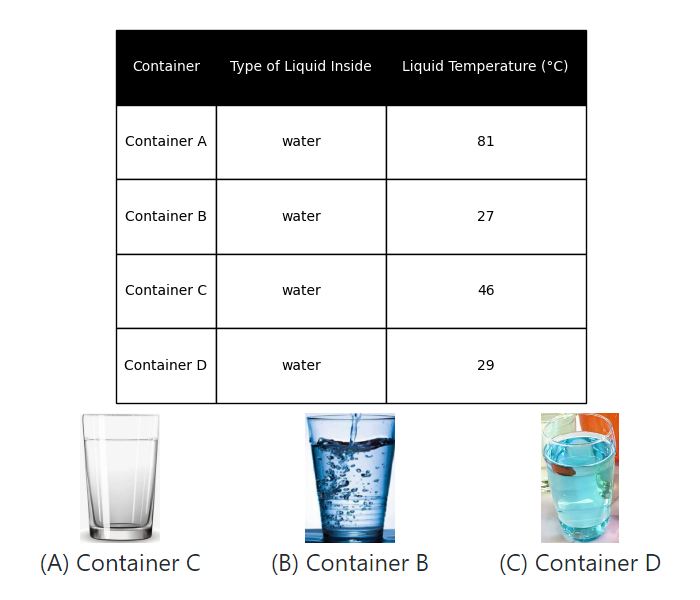 Container Type of Liquid Inside Liquid Temperature (°C)
Container A water 81
Container B water 27
Container C water 46
Container D water 29
(A) Container C (B) Container B (C) Container D